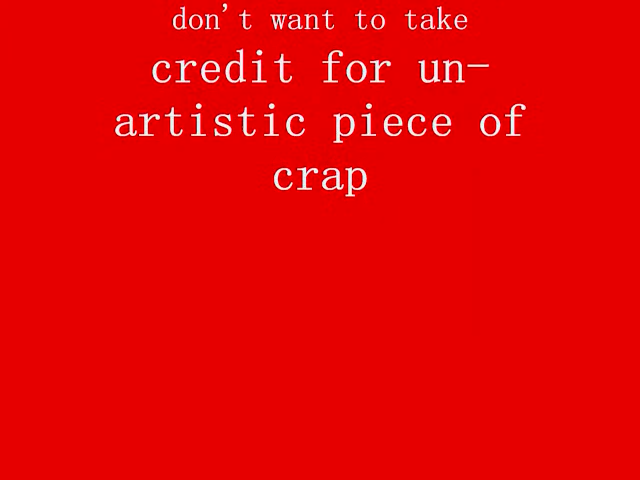 don't want to take
credit for un-
artistic piece of
crap